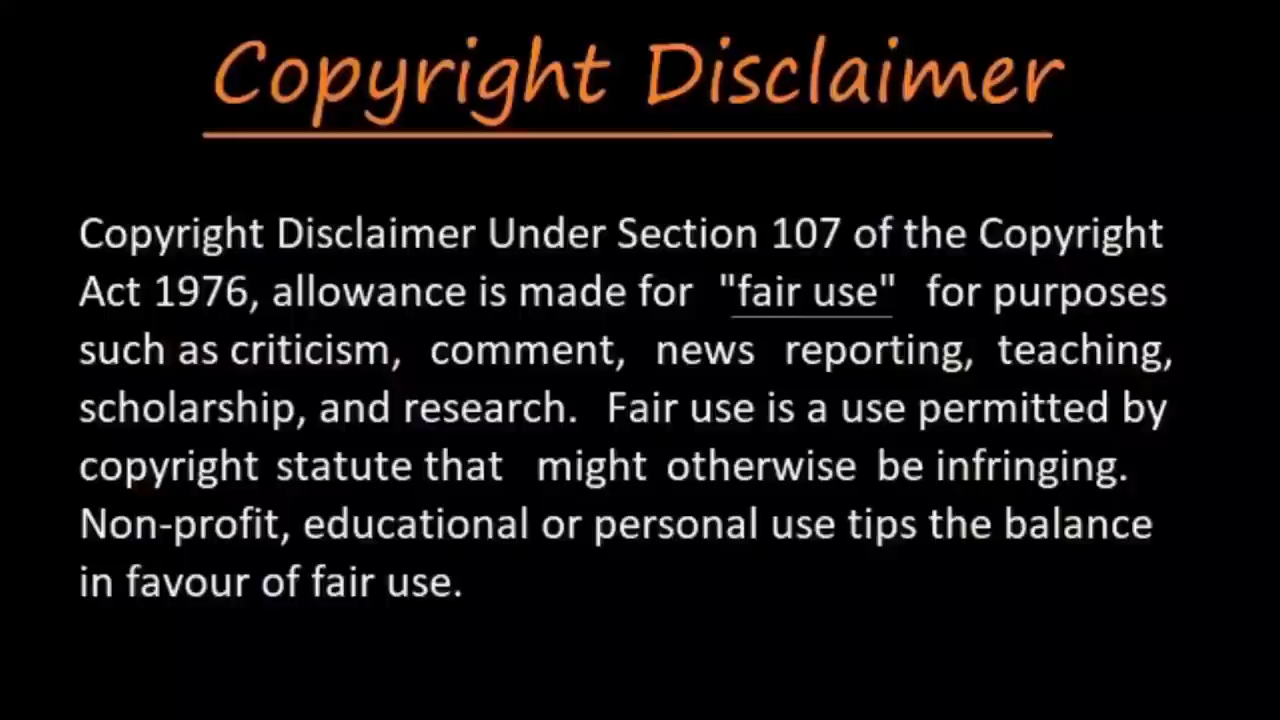 Copyright Disclaimer
Copyright Disclaimer Under Section 107 of the Copyright
Act 1976, allowance is made for "fair use" for purposes
such as criticism, comment, news reporting, teaching,
scholarship, and research. Fair use is a use permitted by
copyright statute that might otherwise be infringing.
Non-profit, educational or personal use tips the balance
in favour of fair use.